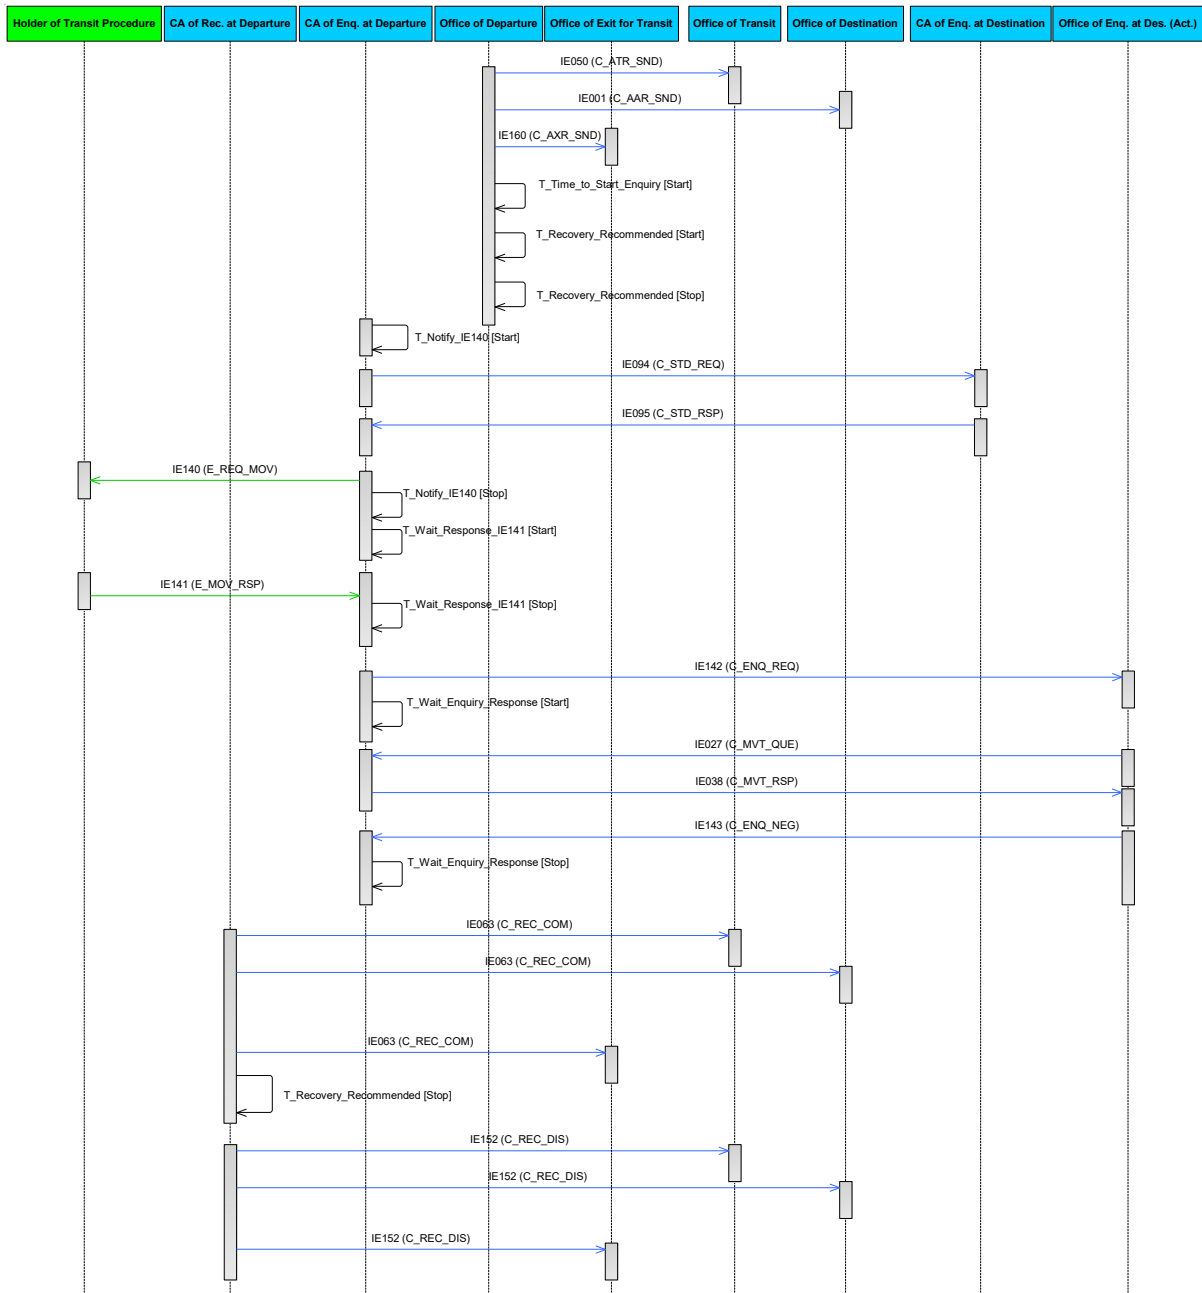 Holder of Transit Procedure
CA of Rec. at Departure
CA of Enq. at Departure
Office of Departure
Office of Exit for Transit
Office of Transit
Office of Destination
CA of Enq. at Destination
Office of Enq. at Des. (Act.)
IE050 (C_ATR_SND)
IE001 (C_AAR_SND)
IE160 (C_AXR_SND)
T_Time_to_Start_Enquiry [Start]
T_Recovery_Recommended [Start]
T_Recovery_Recommended [Stop]
T_Notify_IE140 [Start]
IE094 (C_STD_REQ)
IE095 (C_STD_RSP)
IE140 (E_REQ_MOV)
T_Notify_IE140 [Stop]
T_Wait_Response_IE141 [Start]
IE141 (E_MOV_RSP)
T_Wait_Response_IE141 [Stop]
IE142 (C_ENQ_REQ)
T_Wait_Enquiry_Response [Start]
IE027 (C_MVT_QUE)
IE038 (C_MVT_RSP)
IE143 (C_ENQ_NEG)
T_Wait_Enquiry_Response [Stop]
IE063 (C_REC_COM)
IE063 (C_REC_COM)
IE063 (C_REC_COM)
T_Recovery_Recommended [Stop]
IE152 (C_REC_DIS)
IE152 (C_REC_DIS)
IE152 (C_REC_DIS)